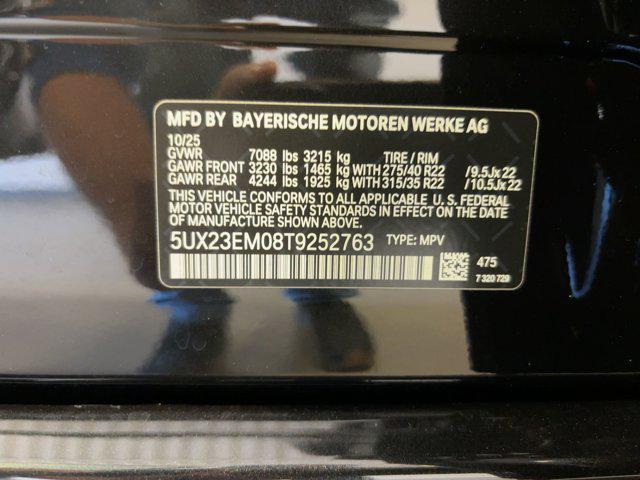 MFD BY BAYERISCHE MOTOREN WERKE AG
10/25
GVWR 7088 lbs 3215 kg TIRE / RIM
GAWR FRONT 3230 lbs 1465 kg WITH 275/40 R22 /9.5Jx22
GAWR REAR 4244 lbs 1925 kg WITH 315/35 R22 /10.5Jx22
THIS VEHICLE CONFORMS TO ALL APPLICABLE U. S. FEDERAL
MOTOR VEHICLE SAFETY STANDARDS IN EFFECT ON THE DATE
OF MANUFACTURE SHOWN ABOVE.
5UX23EM08T9252763 TYPE: MPV
475
7 320 729